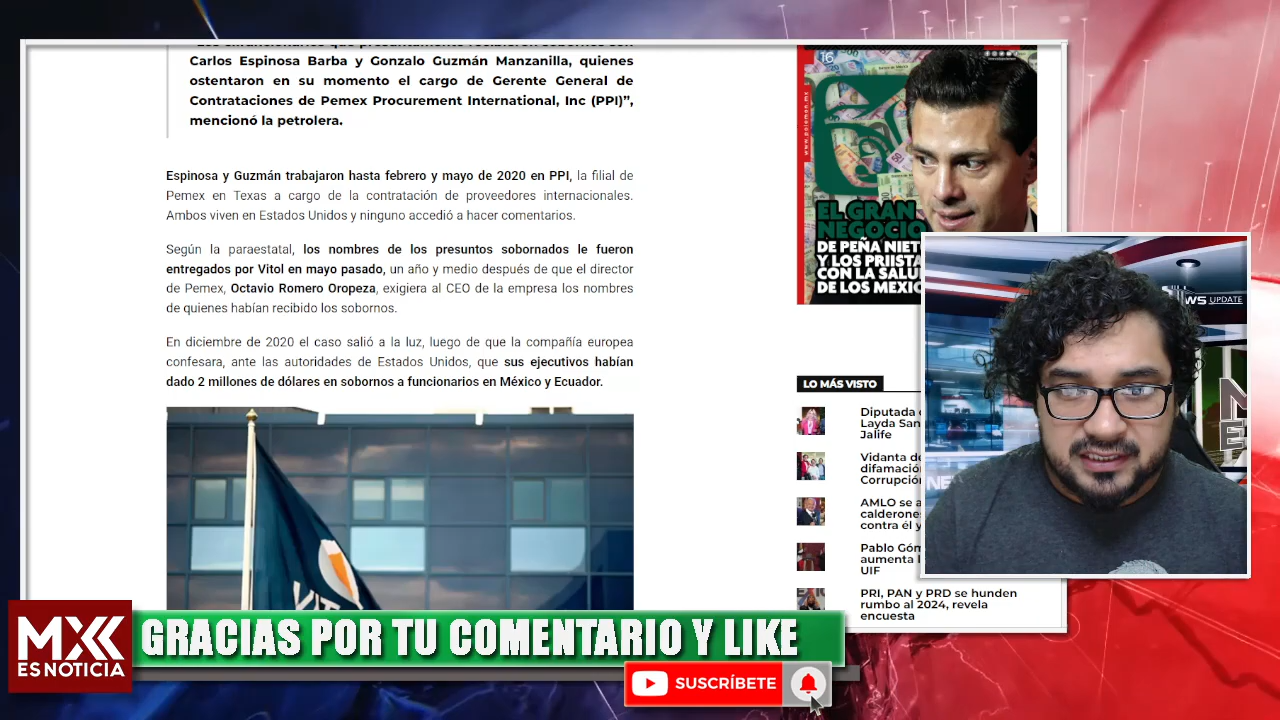 Carlos Espinosa Barba y Gonzalo Guzmán Manzanilla, quienes
ostentaron en su momento el cargo de Gerente General de
Contrataciones de Pemex Procurement International, Inc (PPI)”,
mencionó la petrolera.
Espinosa y Guzmán trabajaron hasta febrero y mayo de 2020 en PPI, la filial de
Pemex en Texas a cargo de la contratación de proveedores internacionales.
Ambos viven en Estados Unidos y ninguno accedió a hacer comentarios.
Según la paraestatal, los nombres de los presuntos sobornados le fueron
entregados por Vitol en mayo pasado, un año y medio después de que el director
de Pemex, Octavio Romero Oropeza, exigiera al CEO de la empresa los nombres
de quienes habían recibido los sobornos.
En diciembre de 2020 el caso salió a la luz, luego de que la compañía europea
confesara, ante las autoridades de Estados Unidos, que sus ejecutivos habían
dado 2 millones de dólares en sobornos a funcionarios en México y Ecuador.
16
EL GRAN
NEGOCIO
DE PEÑA NIET
Y LOS PRIISTA
CON LA SALU
DE LOS MEXIC
WS UPDATE
LO MÁS VISTO
Diputada
Layda San
Jalife
Vidanta de
difamació
Corrupció
AMLO se a
calderone
contra él y
Pablo Góm
aumenta
UIF
PRI, PAN y PRD se hunden
rumbo al 2024, revela
encuesta
MX
ES NOTICIA
GRACIAS POR TU COMENTARIO Y LIKE
SUSCRÍBETE